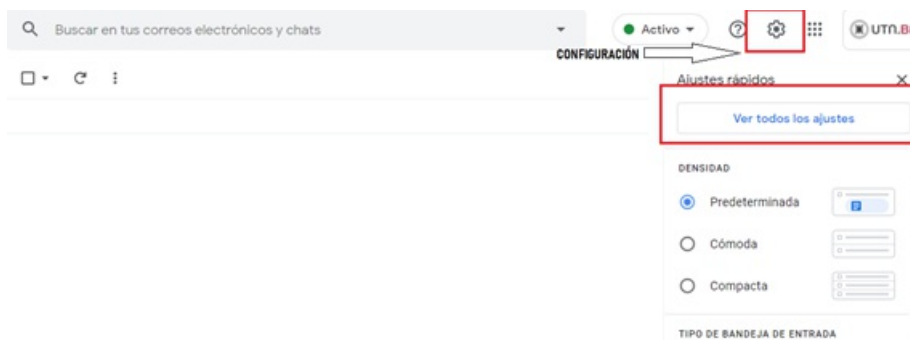 Buscar en tus correos electrónicos y chats
Activo
UTN.B
CONFIGURACIÓN
Ajustes rápidos
Ver todos los ajustes
DENSIDAD
Predeterminada
Cómoda
Compacta
TIPO DE BANDEJA DE ENTRADA